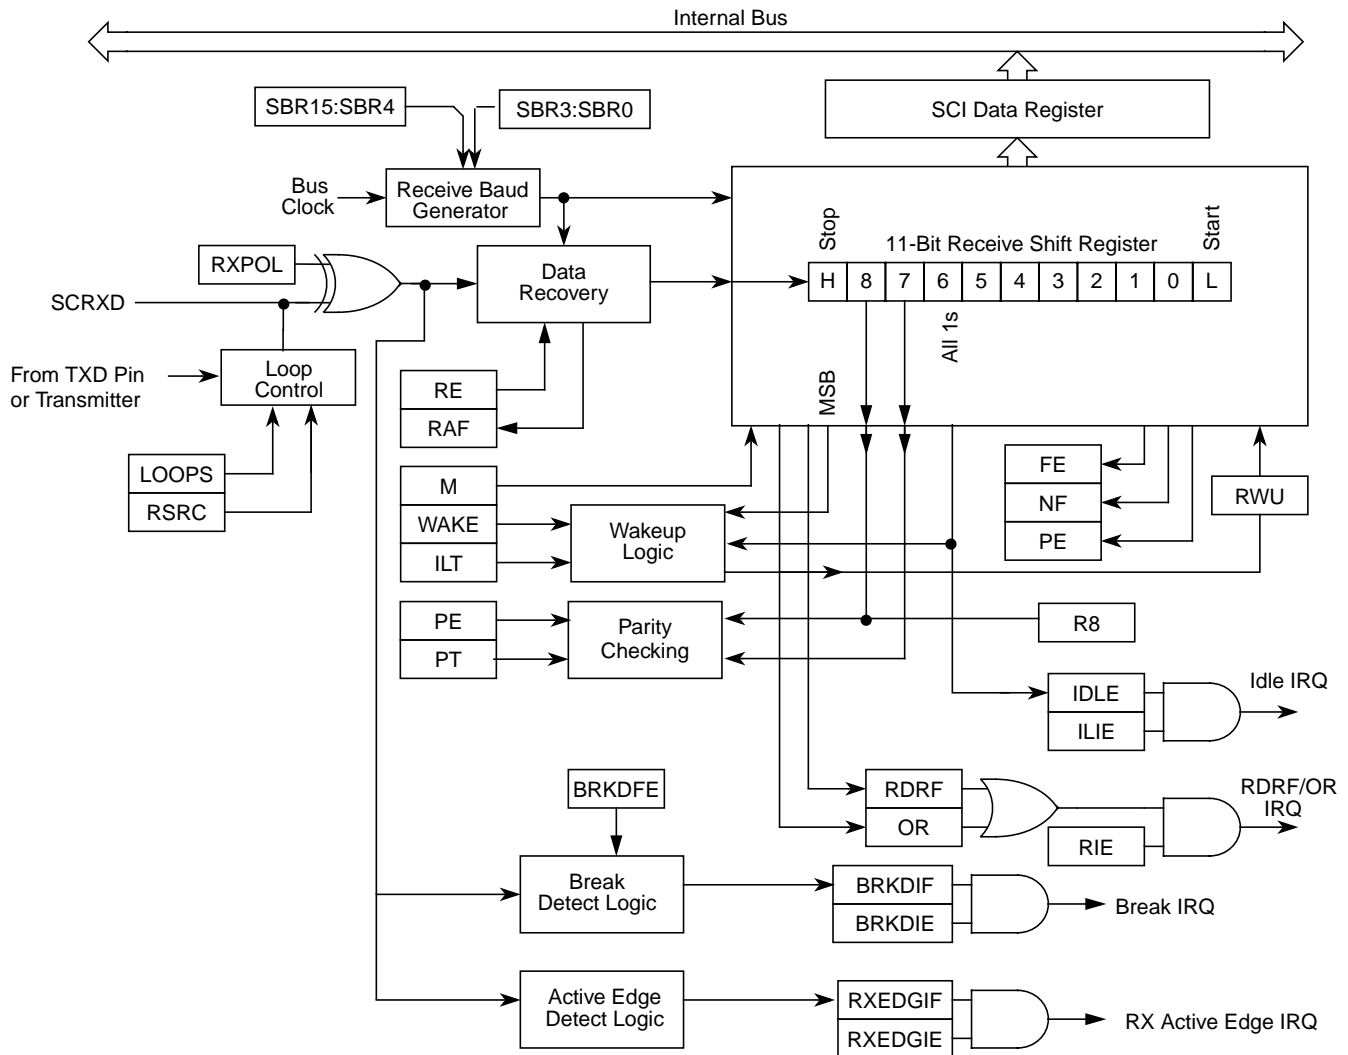 Internal Bus
SBR15:SBR4
SBR3:SBR0
SCI Data Register
Bus
Clock
Receive Baud
Generator
Stop
11-Bit Receive Shift Register
Start
RXPOL
Data
Recovery
H 8 7 6 5 4 3 2 1 0 L
SCRXD
All 1s
From TXD Pin
or Transmitter
Loop
Control
MSB
RE
RAF
LOOPS
RSRC
M
WAKE
ILT
Wakeup
Logic
FE
NF
PE
RWU
PE
PT
Parity
Checking
R8
IDLE
ILIE
Idle IRQ
BRKDFE
RDRF
OR
RIE
RDRF/OR
IRQ
Break
Detect Logic
BRKDIF
BRKDIE
Break IRQ
Active Edge
Detect Logic
RXEDGIF
RXEDGIE
RX Active Edge IRQ